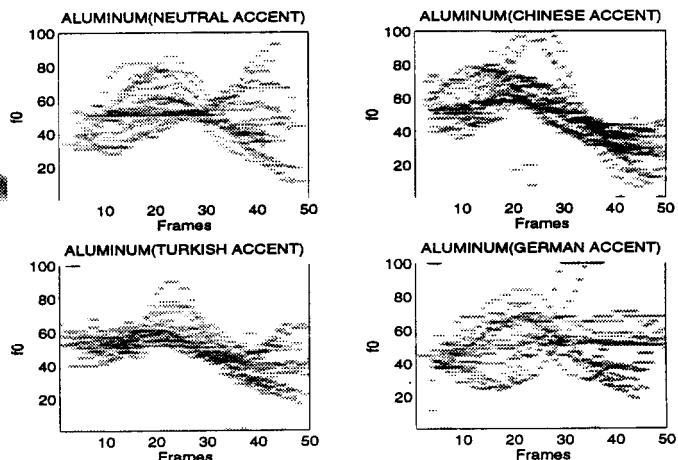 ALUMINUM(NEUTRAL ACCENT)
100
80
60
40
20
f0
10 20 30 40 50
Frames
ALUMINUM(CHINESE ACCENT)
100
80
60
40
20
f0
10 20 30 40 50
Frames
ALUMINUM(TURKISH ACCENT)
100
80
60
40
20
f0
10 20 30 40 50
Frames
ALUMINUM(GERMAN ACCENT)
100
80
60
40
20
f0
10 20 30 40 50
Frames